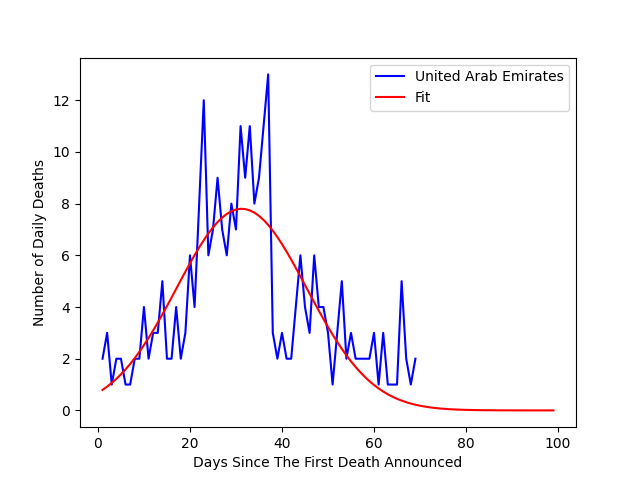 United Arab Emirates
Fit
12
10
8
6
4
2
0
Number of Daily Deaths
0 20 40 60 80 100
Days Since The First Death Announced